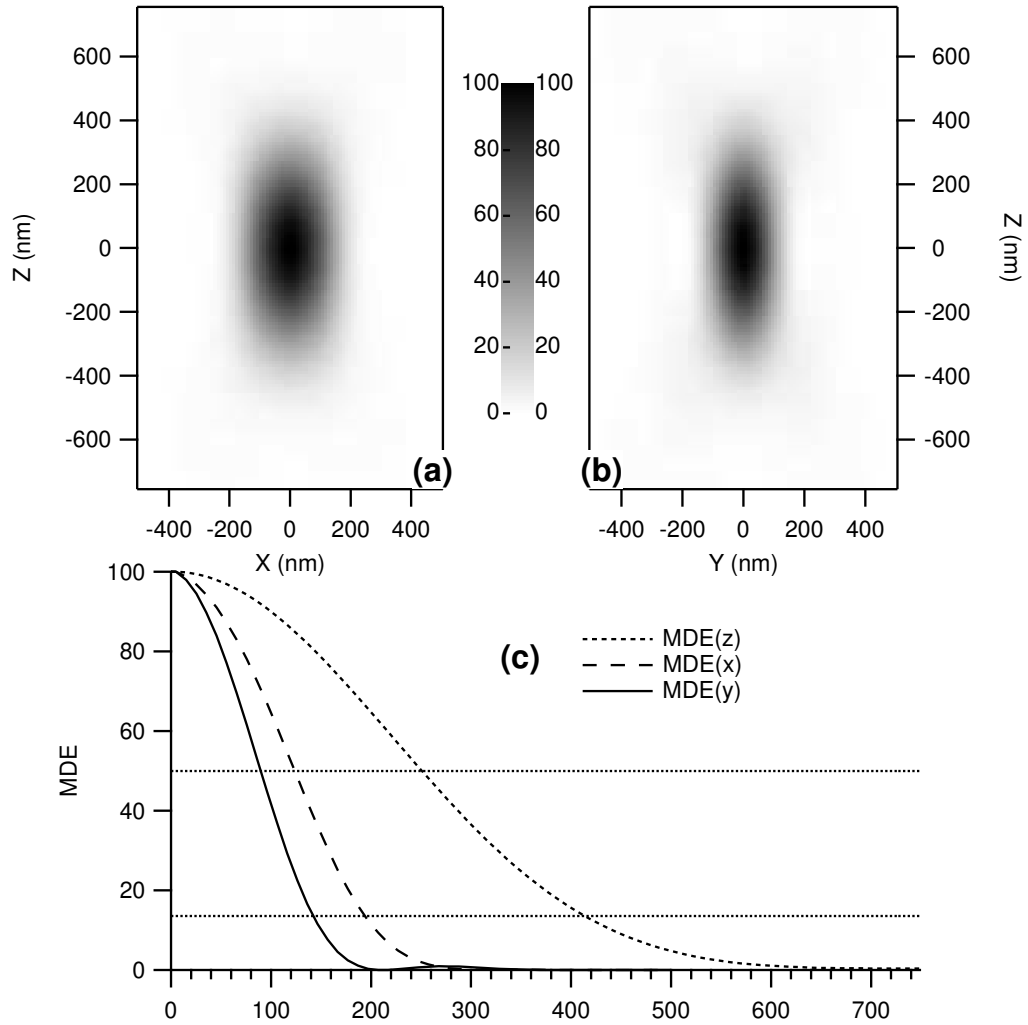 600
400
200
0
-200
-400
-600
Z (nm)
-400 -200 0 200 400
X (nm)
(a)
100 100
80 80
60 60
40 40
20 20
0 0
600
400
200
0
-200
-400
-600
Z (nm)
-400 -200 0 200 400
Y (nm)
(b)
100
80
60
40
20
0
MDE
(c)
MDE(z)
MDE(x)
MDE(y)
0 100 200 300 400 500 600 700